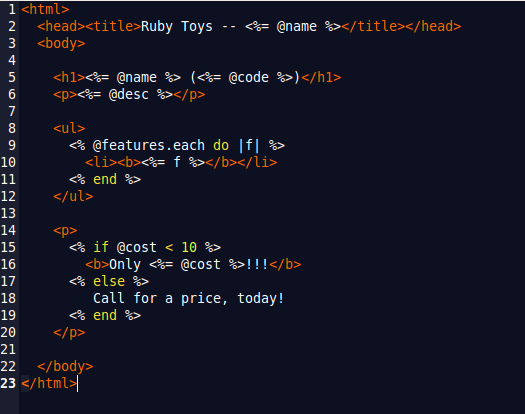 1 <html>
2   <head><title>Ruby Toys -- <%= @name %></title></head>
3   <body>
4
5     <h1><%= @name %> (<%= @code %>)</h1>
6     <p><%= @desc %></p>
7
8     <ul>
9       <% @features.each do |f| %>
10         <li><b><%= f %></b></li>
11       <% end %>
12     </ul>
13
14     <p>
15       <% if @cost < 10 %>
16         <b>Only <%= @cost %>!!!</b>
17       <% else %>
18          Call for a price, today!
19       <% end %>
20     </p>
21
22   </body>
23 </html>